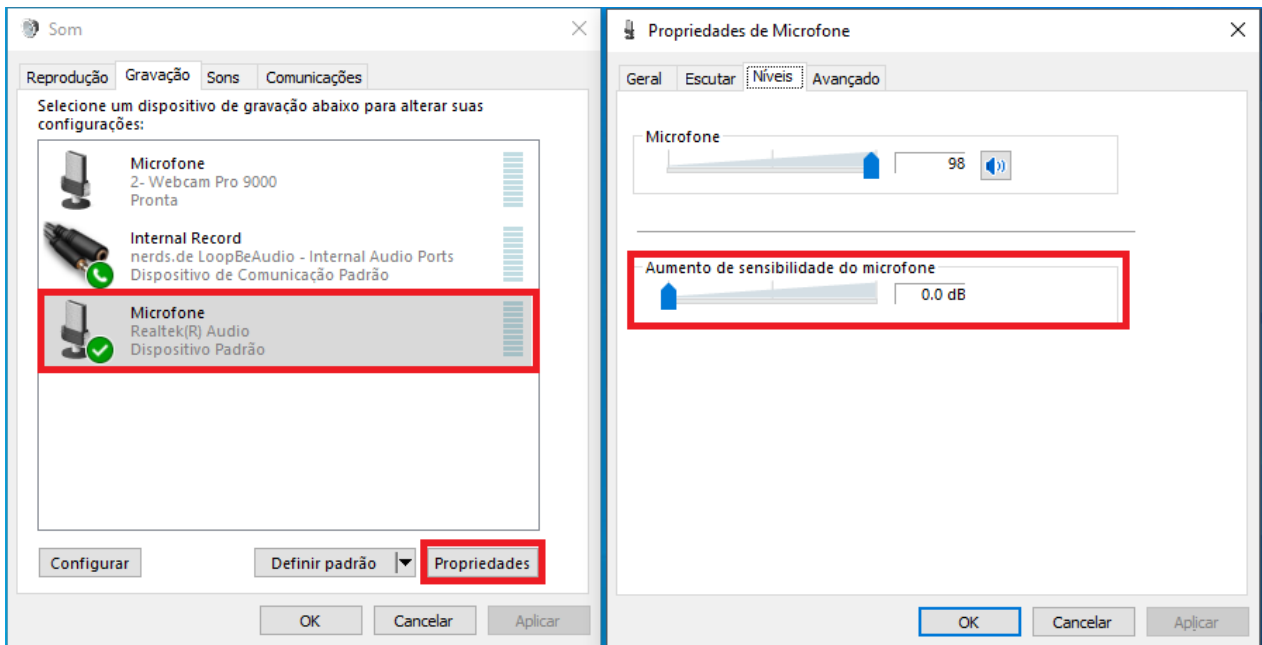 Som
Reprodução Gravação Sons Comunicações
Selecione um dispositivo de gravação abaixo para alterar suas
configurações:
Microfone
2- Webcam Pro 9000
Pronta
Internal Record
nerds.de LoopBeAudio - Internal Audio Ports
Dispositivo de Comunicação Padrão
Microfone
Realtek(R) Audio
Dispositivo Padrão
Configurar Definir padrão Propriedades
OK Cancelar Aplicar
Propriedades de Microfone
Geral Escutar Níveis Avançado
Microfone
98
Aumento de sensibilidade do microfone
0.0 dB
OK Cancelar Aplicar